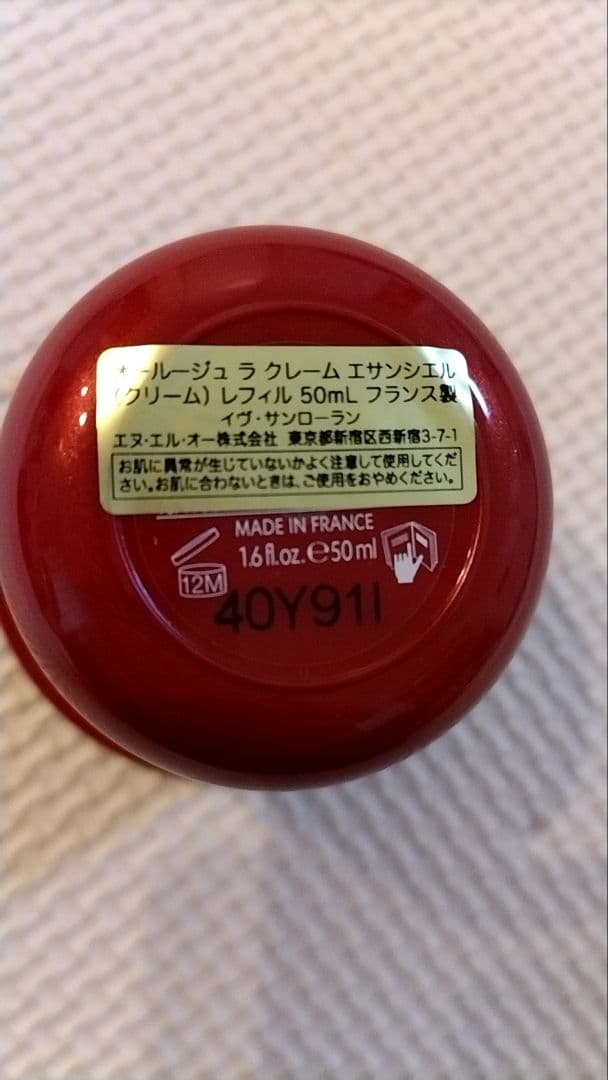 オールージュ ラ クレーム エサンシエル
(クリーム) レフィル 50mL フランス製
イヴ・サンローラン
エヌ・エル・オー株式会社 東京都新宿区西新宿3-7-1
お肌に異常が生じていないかよく注意して使用してくだ
さい。お肌に合わないときは、ご使用をおやめください。
MADE IN FRANCE
1.6 fl.oz. ℮ 50 ml
12M
40Y91I